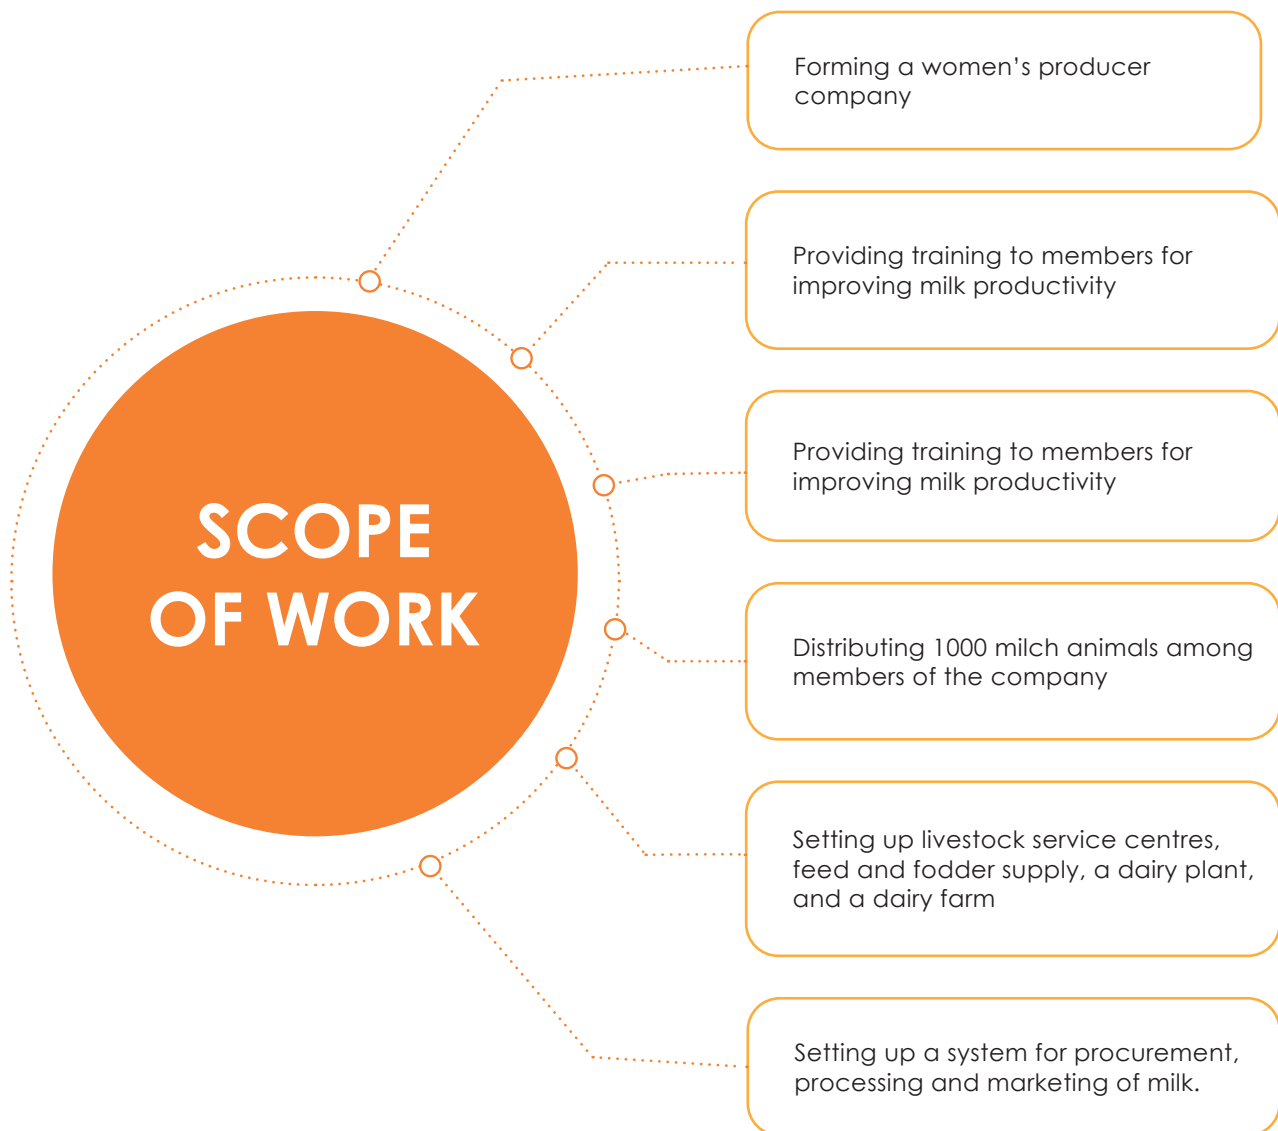 SCOPE
OF WORK
Forming a women’s producer
company
Providing training to members for
improving milk productivity
Providing training to members for
improving milk productivity
Distributing 1000 milch animals among
members of the company
Setting up livestock service centres,
feed and fodder supply, a dairy plant,
and a dairy farm
Setting up a system for procurement,
processing and marketing of milk.